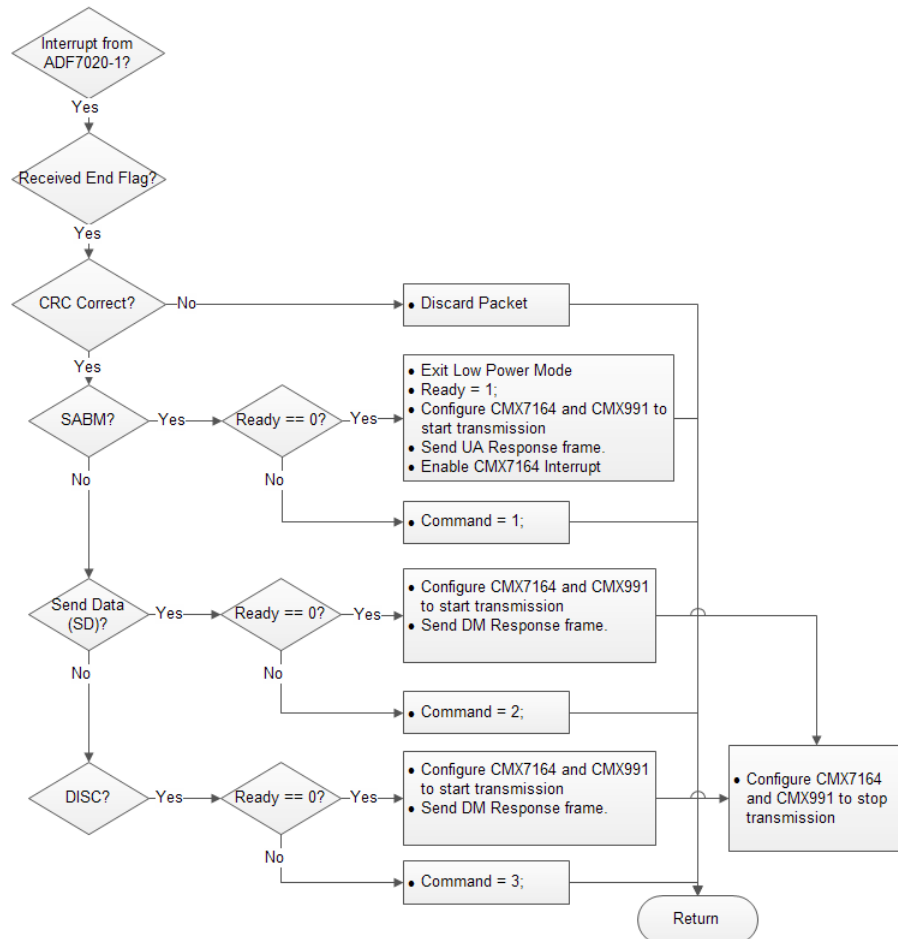 Interrupt from
ADF7020-1?
Yes
Received End Flag?
Yes
CRC Correct?
No
• Discard Packet
Yes
SABM?
Yes
Ready == 0?
Yes
• Exit Low Power Mode
• Ready = 1;
• Configure CMX7164 and CMX991 to
start transmission
• Send UA Response frame.
• Enable CMX7164 Interrupt
No
No
• Command = 1;
Send Data
(SD)?
Yes
Ready == 0?
Yes
• Configure CMX7164 and CMX991
to start transmission
• Send DM Response frame.
No
No
• Command = 2;
DISC?
Yes
Ready == 0?
Yes
• Configure CMX7164 and CMX991
to start transmission
• Send DM Response frame.
• Configure CMX7164
and CMX991 to stop
transmission
No
• Command = 3;
Return